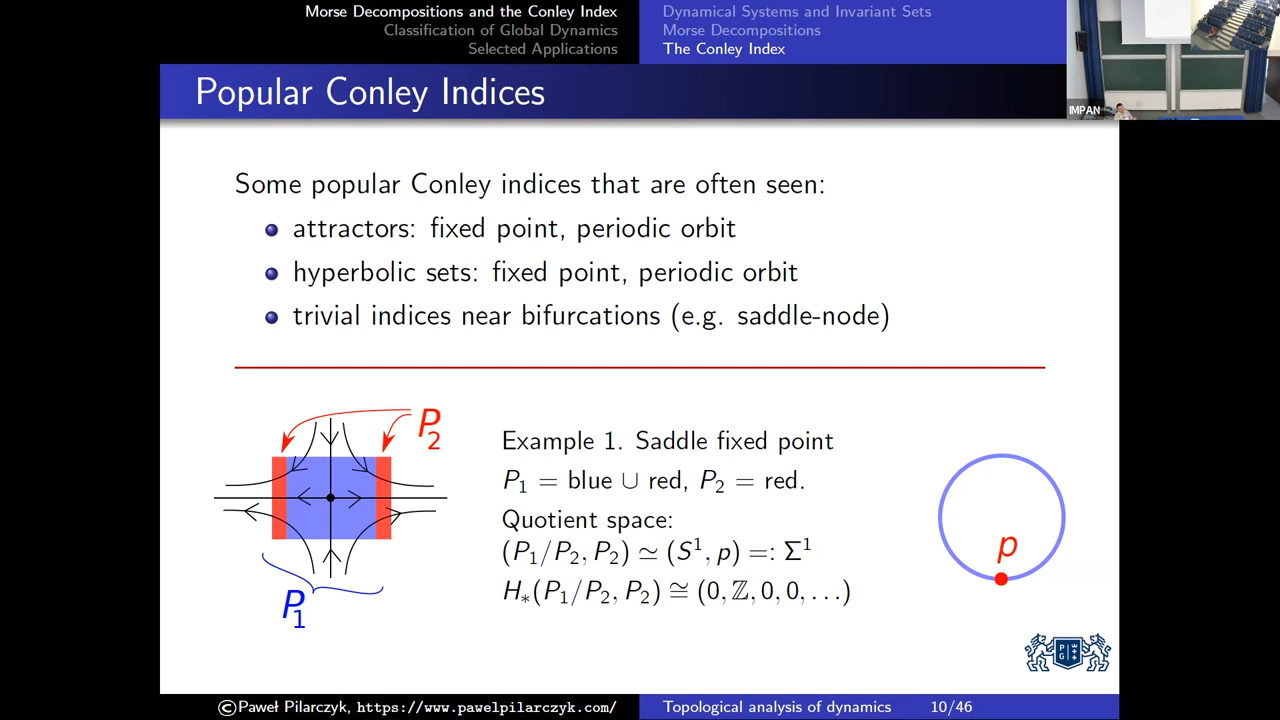 Morse Decompositions and the Conley Index
Classification of Global Dynamics
Selected Applications
Dynamical Systems and Invariant Sets
Morse Decompositions
The Conley Index
IMPAN
Popular Conley Indices
Some popular Conley indices that are often seen:
attractors: fixed point, periodic orbit
hyperbolic sets: fixed point, periodic orbit
trivial indices near bifurcations (e.g. saddle-node)
P₂
P₁
Example 1. Saddle fixed point
P₁ = blue ∪ red, P₂ = red.
Quotient space:
(P₁/P₂, P₂) ≃ (S¹, p) =: Σ¹
H∗(P₁/P₂, P₂) ≅ (0, ℤ, 0, 0, …)
p
P G
©Paweł Pilarczyk, https://www.pawelpilarczyk.com/
Topological analysis of dynamics
10/46